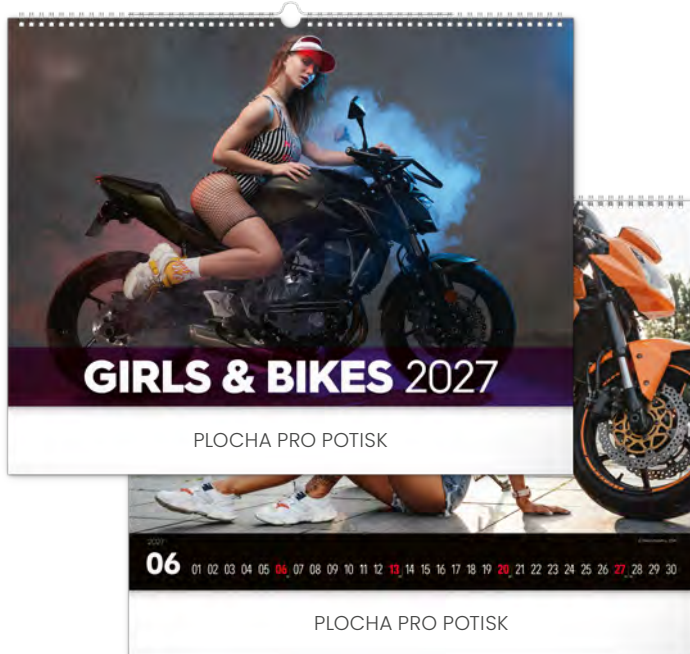 GIRLS & BIKES 2027
PLOCHA PRO POTISK
2027
06 01 02 03 04 05 06 07 08 09 10 11 12 13 14 15 16 17 18 19 20 21 22 23 24 25 26 27 28 29 30
PLOCHA PRO POTISK